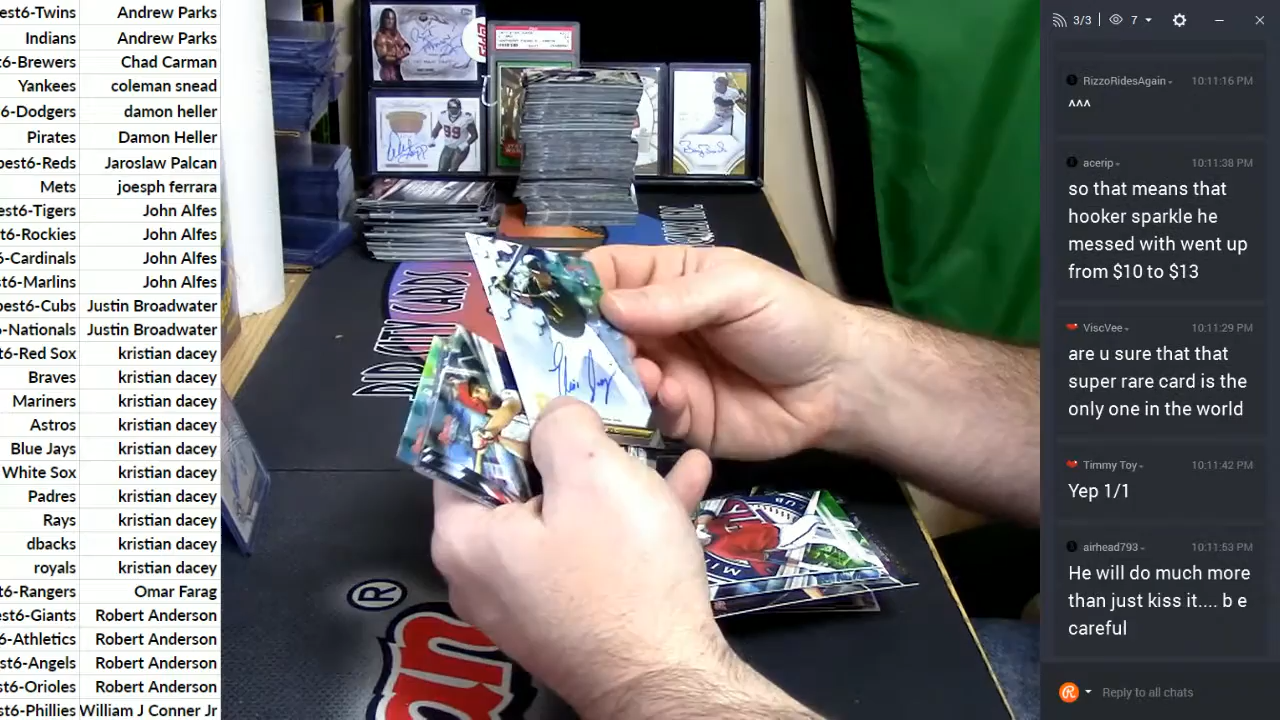 est6-Twins Andrew Parks
Indians Andrew Parks
est6-Brewers Chad Carman
Yankees coleman snead
6-Dodgers damon heller
Pirates Damon Heller
best6-Reds Jaroslaw Palcan
Mets joesph ferrara
est6-Tigers John Alfes
st6-Rockies John Alfes
6-Cardinals John Alfes
st6-Marlins John Alfes
best6-Cubs Justin Broadwater
-Nationals Justin Broadwater
t6-Red Sox kristian dacey
Braves kristian dacey
Mariners kristian dacey
Astros kristian dacey
Blue Jays kristian dacey
White Sox kristian dacey
Padres kristian dacey
Rays kristian dacey
dbacks kristian dacey
royals kristian dacey
st6-Rangers Omar Farag
est6-Giants Robert Anderson
6-Athletics Robert Anderson
est6-Angels Robert Anderson
st6-Orioles Robert Anderson
st6-Phillies William J Conner Jr
99
CARDS
®
an
3/3 7
RizzoRidesAgain 10:11:16 PM
^^^
acerip 10:11:38 PM
so that means that
hooker sparkle he
messed with went up
from $10 to $13
ViscVee 10:11:29 PM
are u sure that that
super rare card is the
only one in the world
Timmy Toy 10:11:42 PM
Yep 1/1
airhead793 10:11:53 PM
He will do much more
than just kiss it.... b e
careful
Reply to all chats